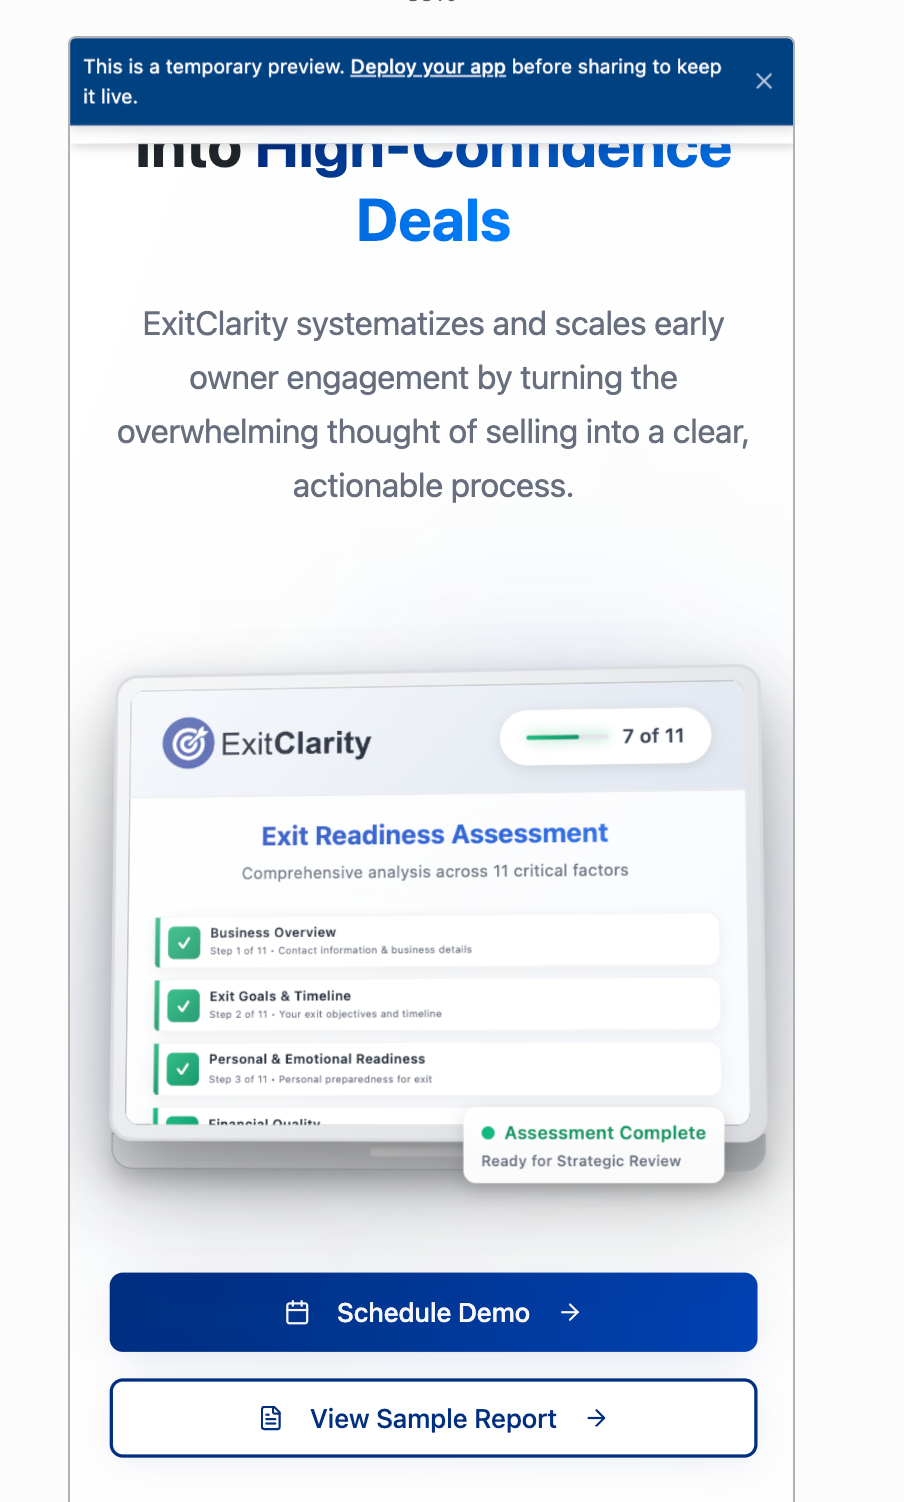 This is a temporary preview. Deploy your app before sharing to keep
it live.
into High-Confidence
Deals
ExitClarity systematizes and scales early
owner engagement by turning the
overwhelming thought of selling into a clear,
actionable process.
ExitClarity
7 of 11
Exit Readiness Assessment
Comprehensive analysis across 11 critical factors
Business Overview
Step 1 of 11 • Contact information & business details
Exit Goals & Timeline
Step 2 of 11 • Your exit objectives and timeline
Personal & Emotional Readiness
Step 3 of 11 • Personal preparedness for exit
Financial Quality
Assessment Complete
Ready for Strategic Review
Schedule Demo
View Sample Report